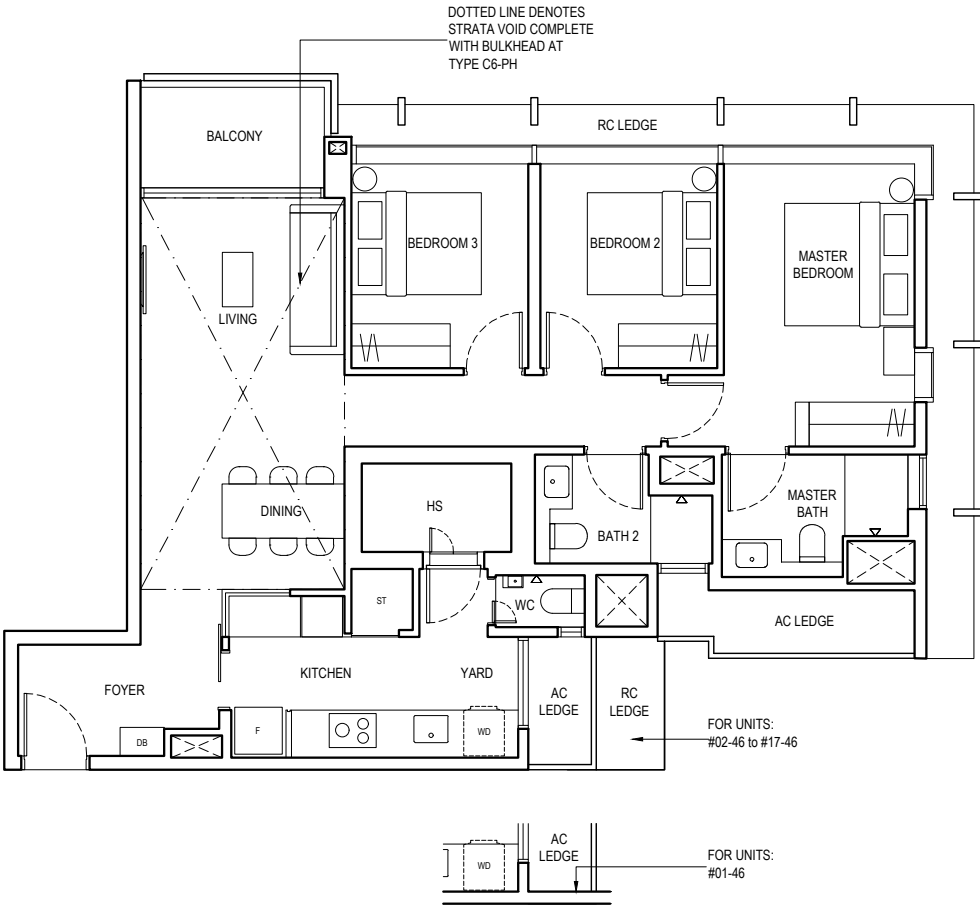 DOTTED LINE DENOTES
STRATA VOID COMPLETE
WITH BULKHEAD AT
TYPE C6-PH
BALCONY
RC LEDGE
BEDROOM 3
BEDROOM 2
MASTER
BEDROOM
LIVING
DINING
HS
BATH 2
MASTER
BATH
ST
WC
AC LEDGE
FOYER
KITCHEN
YARD
AC
LEDGE
RC
LEDGE
DB
F
WD
FOR UNITS:
#02-46 to #17-46
AC
LEDGE
WD
FOR UNITS:
#01-46